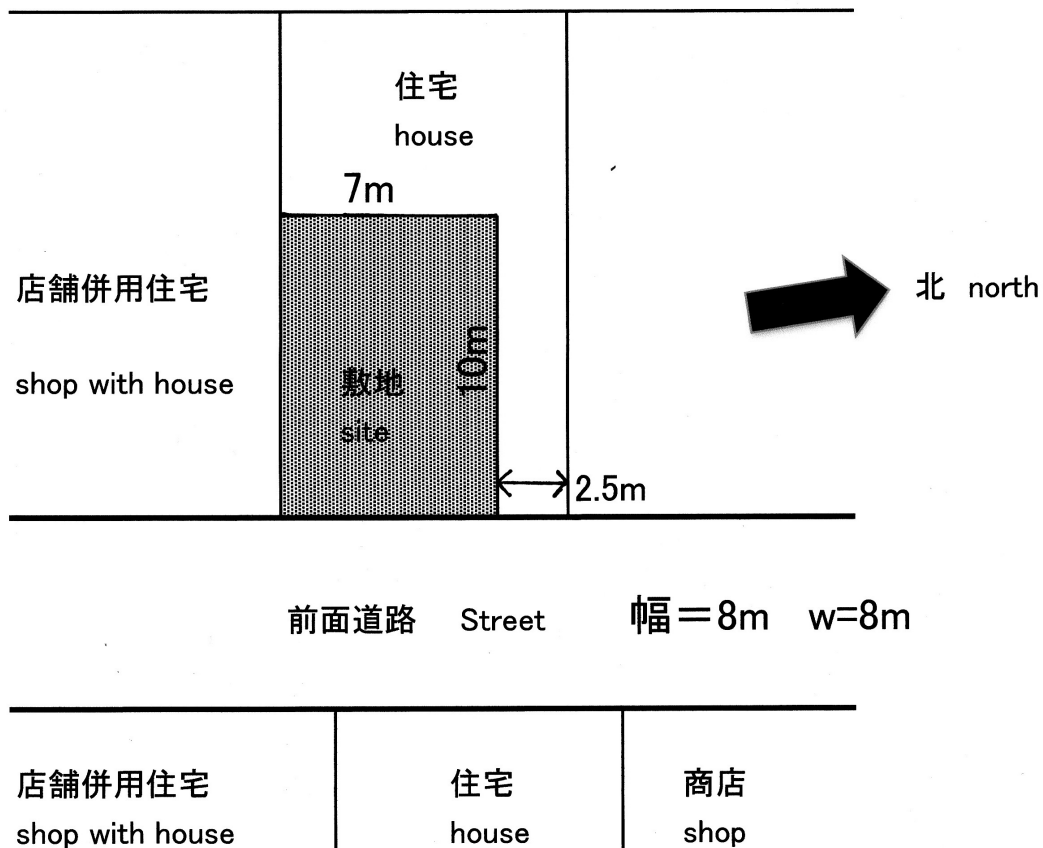 住宅
house
7m
店舗併用住宅
北 north
10m
shop with house
敷地
site
2.5m
前面道路 Street 幅＝8m w=8m
店舗併用住宅 住宅 商店
shop with house house shop